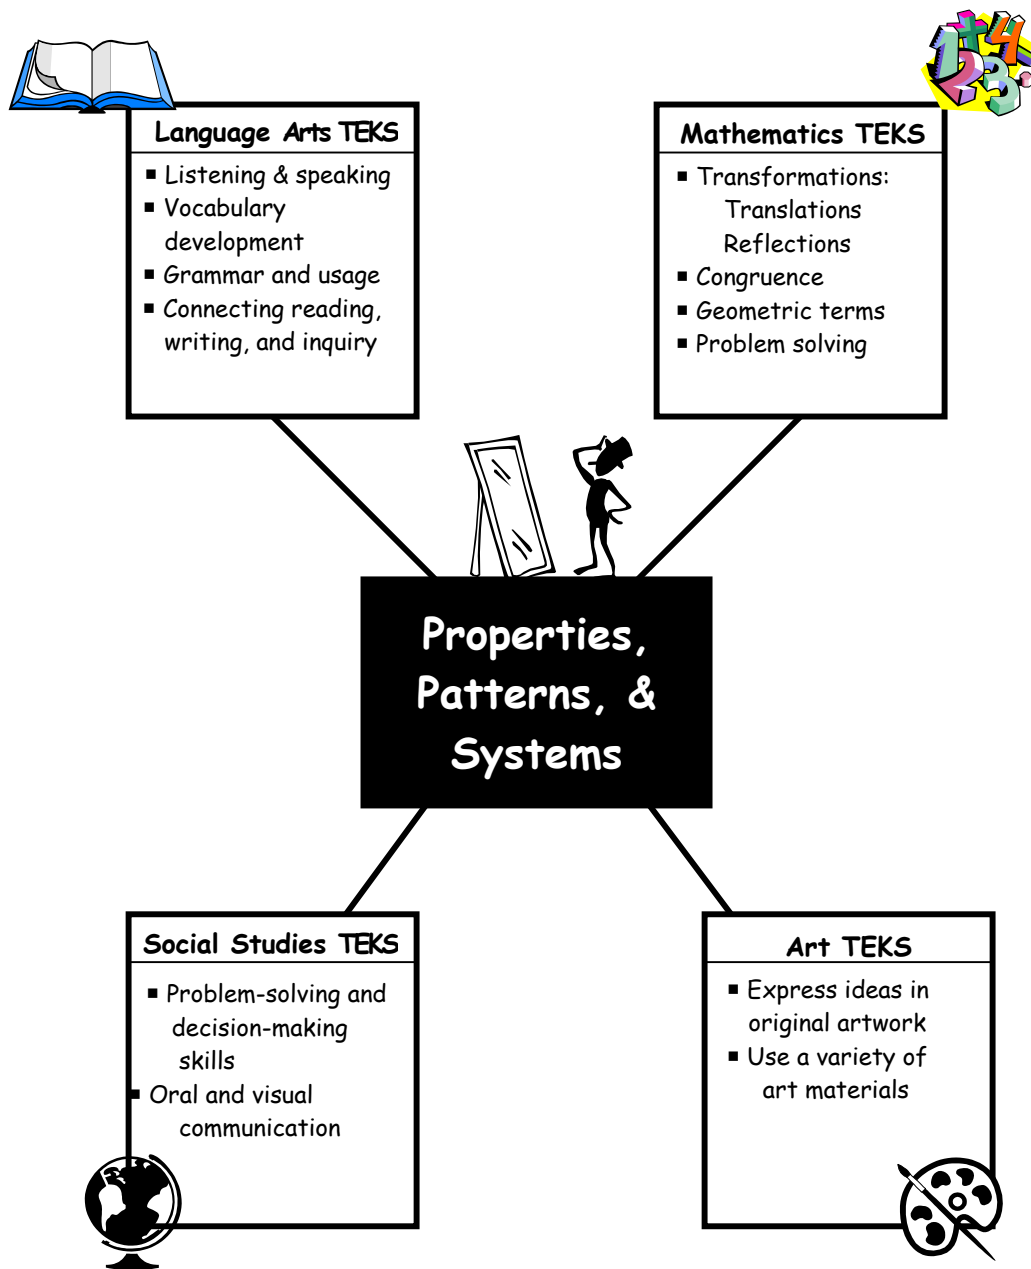 Language Arts TEKS
▪ Listening & speaking
▪ Vocabulary
development
▪ Grammar and usage
▪ Connecting reading,
writing, and inquiry
Mathematics TEKS
▪ Transformations:
Translations
Reflections
▪ Congruence
▪ Geometric terms
▪ Problem solving
Properties,
Patterns, &
Systems
Social Studies TEKS
▪ Problem-solving and
decision-making
skills
▪ Oral and visual
communication
Art TEKS
▪ Express ideas in
original artwork
▪ Use a variety of
art materials